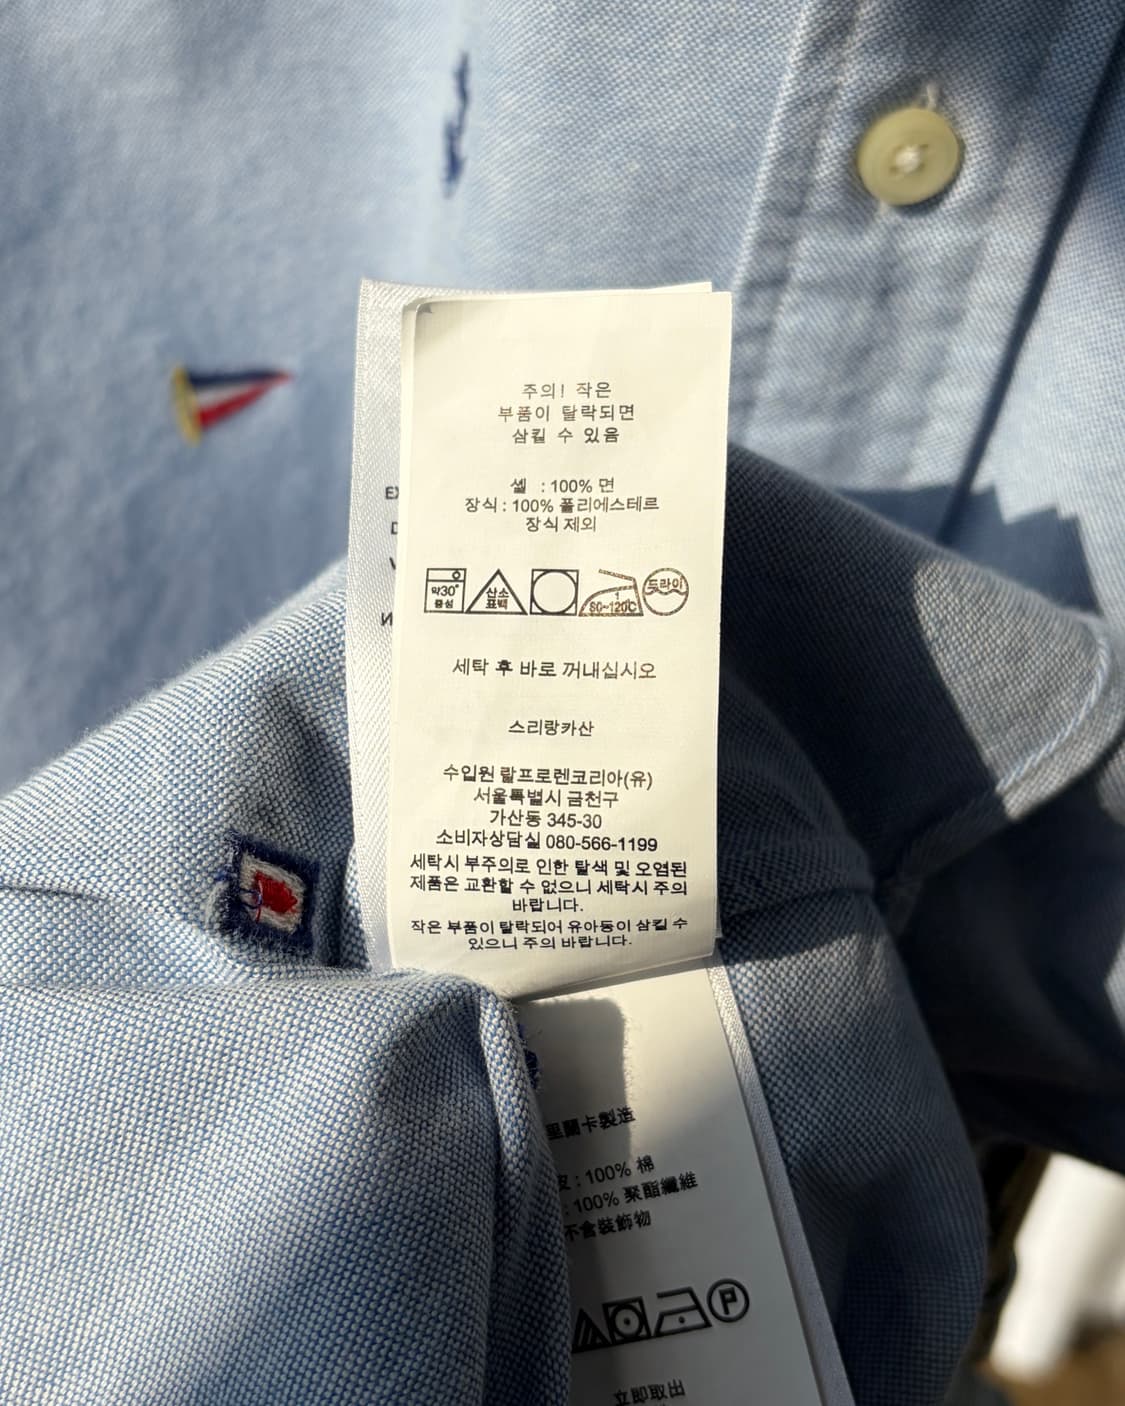 주의! 작은
부품이 탈락되면
삼킬 수 있음
셸 : 100% 면
장식 : 100% 폴리에스테르
장식 제외
약30°
중성
산소
표백
1
80~120℃
드라이
세탁 후 바로 꺼내십시오
스리랑카산
수입원 랄프로렌코리아(유)
서울특별시 금천구
가산동 345-30
소비자상담실 080-566-1199
세탁시 부주의로 인한 탈색 및 오염된
제품은 교환할 수 없으니 세탁시 주의
바랍니다.
작은 부품이 탈락되어 유아동이 삼킬 수
있으니 주의 바랍니다.
里蘭卡製造
: 100% 棉
: 100% 聚酯纖維
不含裝飾物
P
立即取出